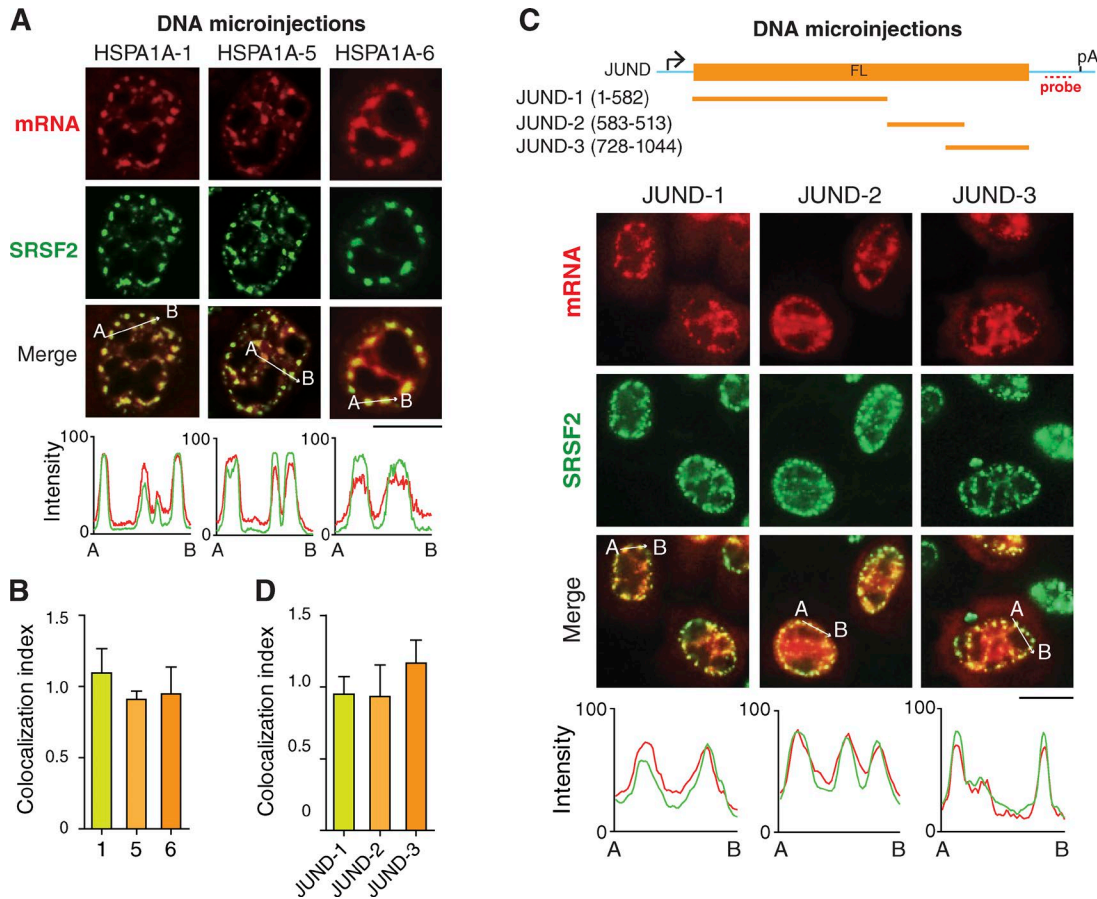 A
DNA microinjections
HSPA1A-1 HSPA1A-5 HSPA1A-6
mRNA
SRSF2
Merge
A B
A B
A B
Intensity
100 100 100
0 0 0
A B
A B
A B
B
Colocalization index
1.5
1.0
0.5
0
1 5 6
D
Colocalization index
1.5
1.0
0.5
0
JUND-1 JUND-2 JUND-3
C
DNA microinjections
JUND FL pA
probe
JUND-1 (1-582)
JUND-2 (583-513)
JUND-3 (728-1044)
JUND-1 JUND-2 JUND-3
mRNA
SRSF2
Merge
A B
A B
A B
Intensity
100 100 100
0 0 0
A B
A B
A B